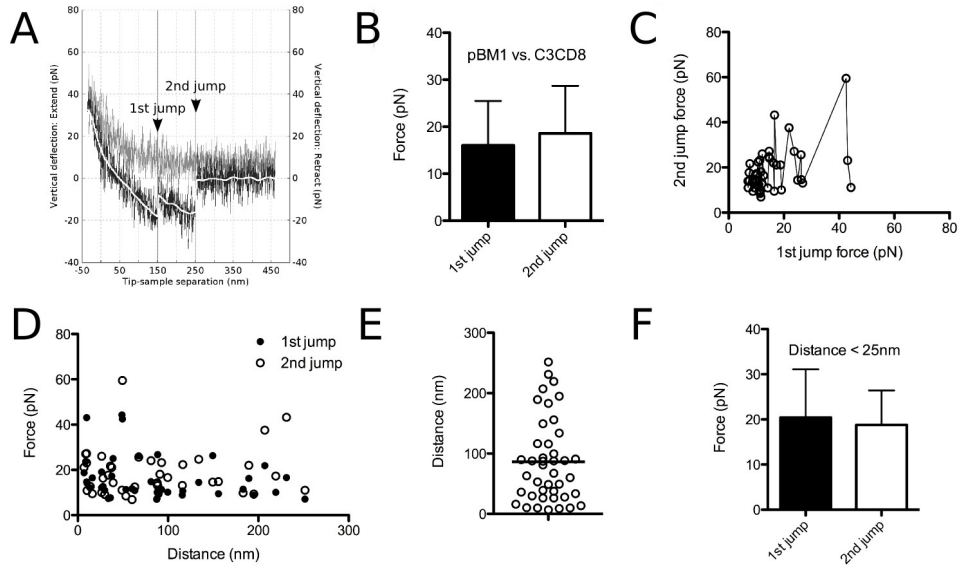 A
80
60
40
20
0
-20
-40
Vertical deflection: Extend (pN)
80
60
40
20
0
-20
-40
Vertical deflection: Retract (pN)
1st jump
2nd jump
-50
50
150
250
350
450
Tip-sample separation (nm)
B
pBM1 vs. C3CD8
40
30
20
10
0
Force (pN)
1st jump
2nd jump
C
80
60
40
20
0
2nd jump force (pN)
0
20
40
60
80
1st jump force (pN)
D
80
60
40
20
0
Force (pN)
1st jump
2nd jump
0
100
200
300
Distance (nm)
E
300
200
100
0
Distance (nm)
F
Distance < 25nm
40
30
20
10
0
Force (pN)
1st jump
2nd jump